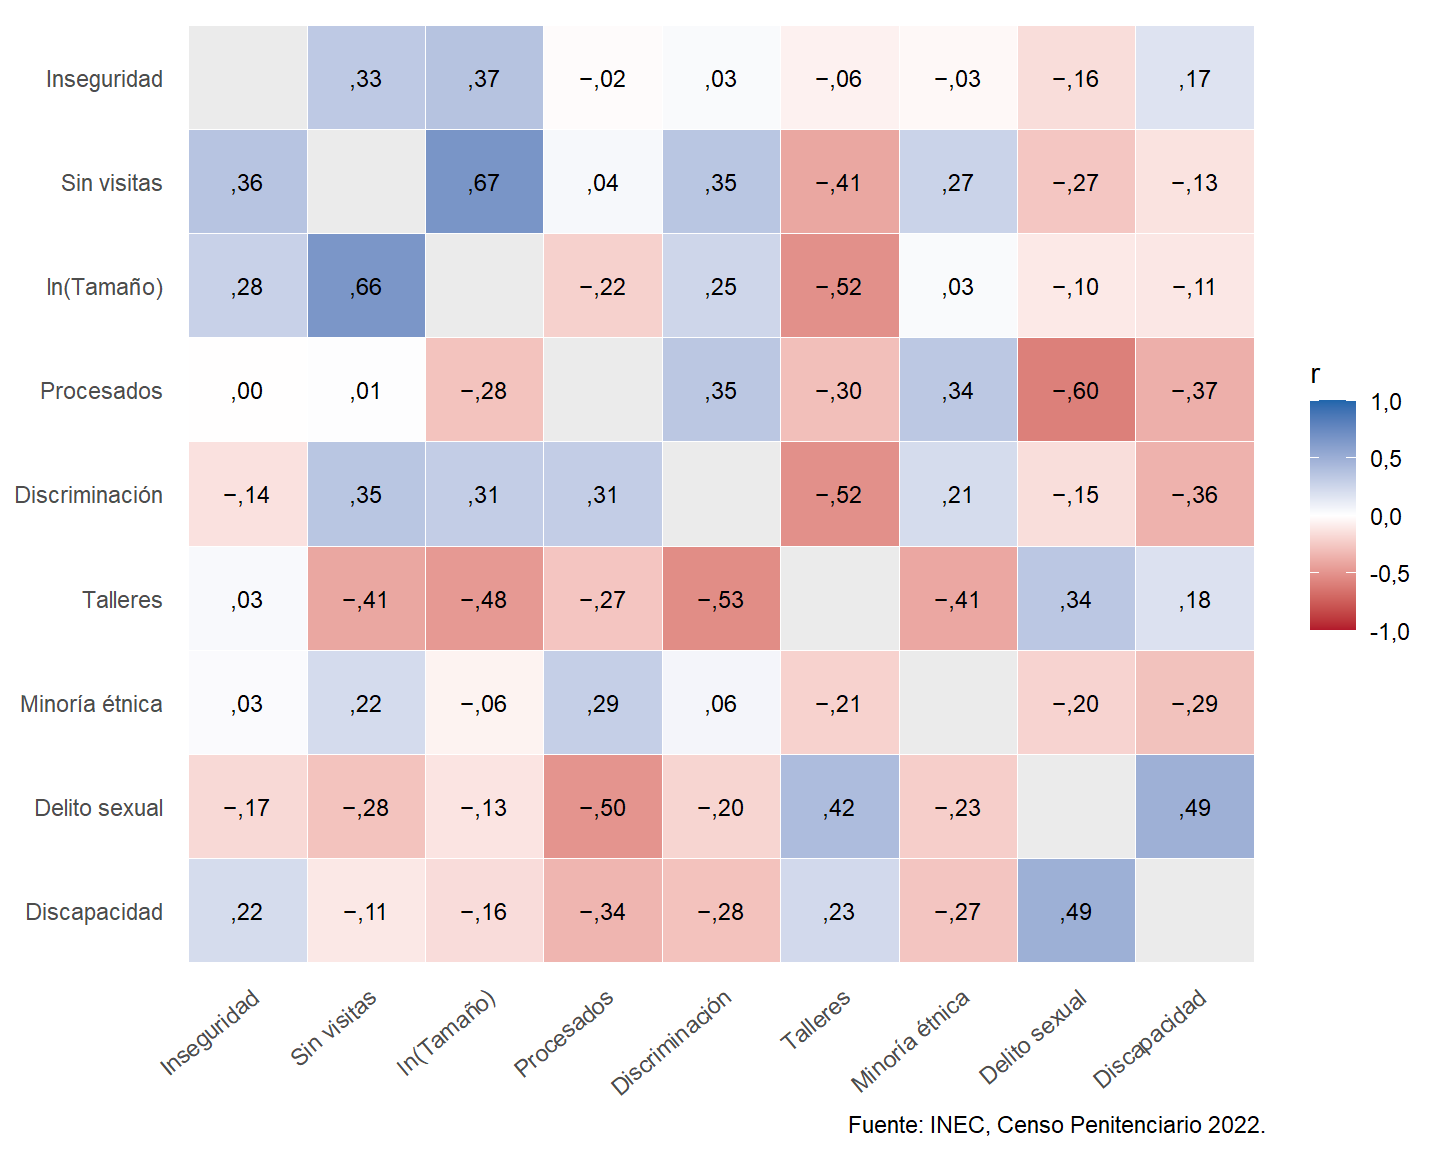 Inseguridad ,33 ,37 −,02 ,03 −,06 −,03 −,16 ,17
Sin visitas ,36 ,67 ,04 ,35 −,41 ,27 −,27 −,13
ln(Tamaño) ,28 ,66 −,22 ,25 −,52 ,03 −,10 −,11
Procesados ,00 ,01 −,28 ,35 −,30 ,34 −,60 −,37
Discriminación −,14 ,35 ,31 ,31 −,52 ,21 −,15 −,36
Talleres ,03 −,41 −,48 −,27 −,53 −,41 ,34 ,18
Minoría étnica ,03 ,22 −,06 ,29 ,06 −,21 −,20 −,29
Delito sexual −,17 −,28 −,13 −,50 −,20 ,42 −,23 ,49
Discapacidad ,22 −,11 −,16 −,34 −,28 ,23 −,27 ,49
Inseguridad Sin visitas ln(Tamaño) Procesados Discriminación Talleres Minoría étnica Delito sexual Discapacidad
r
1,0
0,5
0,0
-0,5
-1,0
Fuente: INEC, Censo Penitenciario 2022.